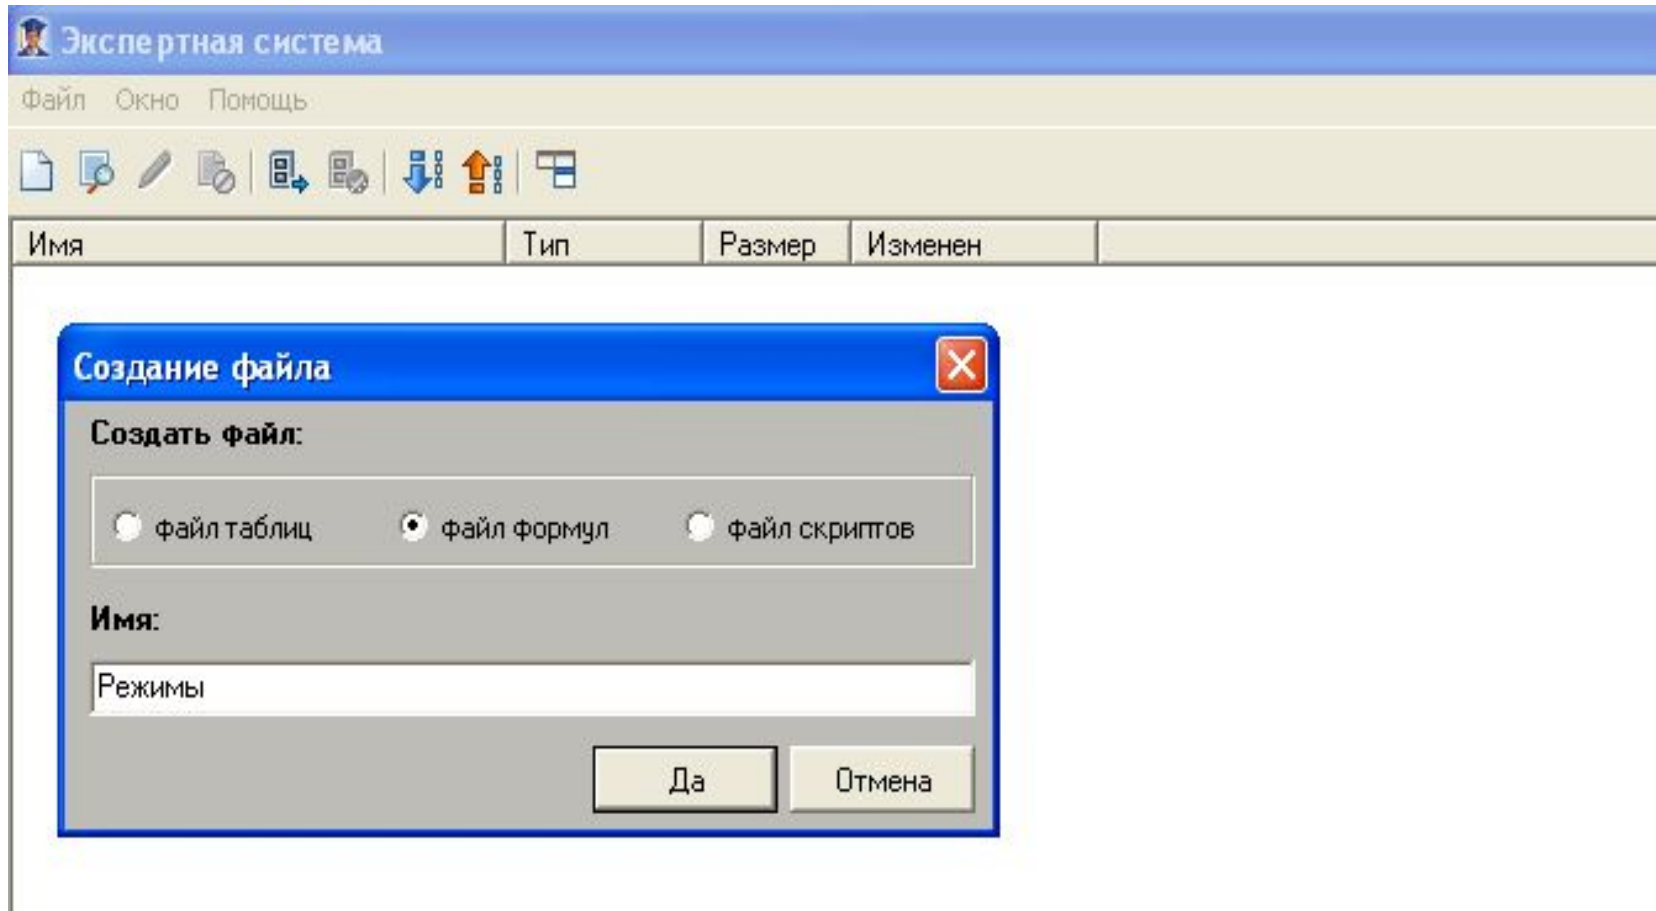 Экспертная система
Файл Окно Помощь
Имя Тип Размер Изменен
Создание файла
Создать файл:
файл таблиц файл формул файл скриптов
Имя:
Режимы
Да Отмена